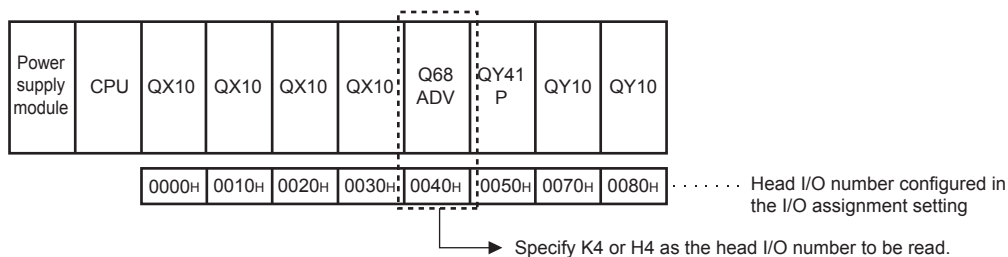 Power
supply
module
CPU
QX10
QX10
QX10
QX10
Q68
ADV
QY41
P
QY10
QY10
0000H
0010H
0020H
0030H
0040H
0050H
0070H
0080H
Head I/O number configured in
the I/O assignment setting
Specify K4 or H4 as the head I/O number to be read.